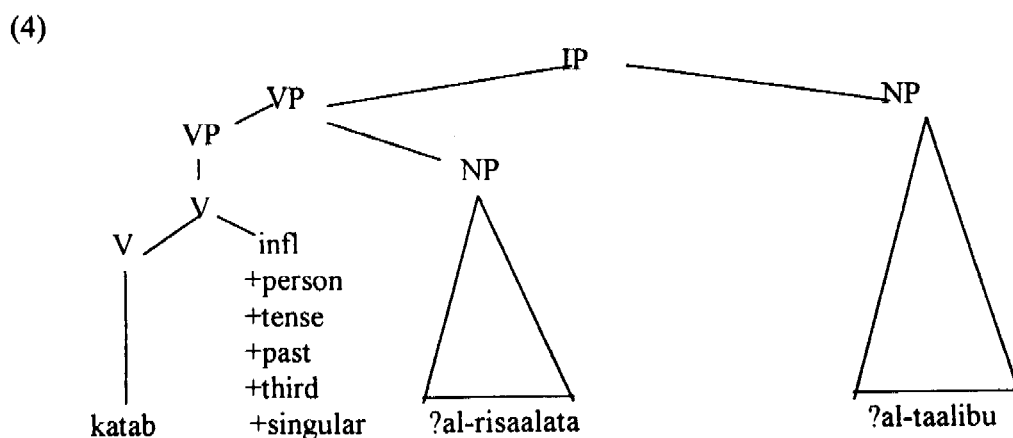 (4)
IP
VP NP
VP
NP
V
V infl
+person
+tense
+past
+third
katab +singular ?al-risaalata ?al-taalibu